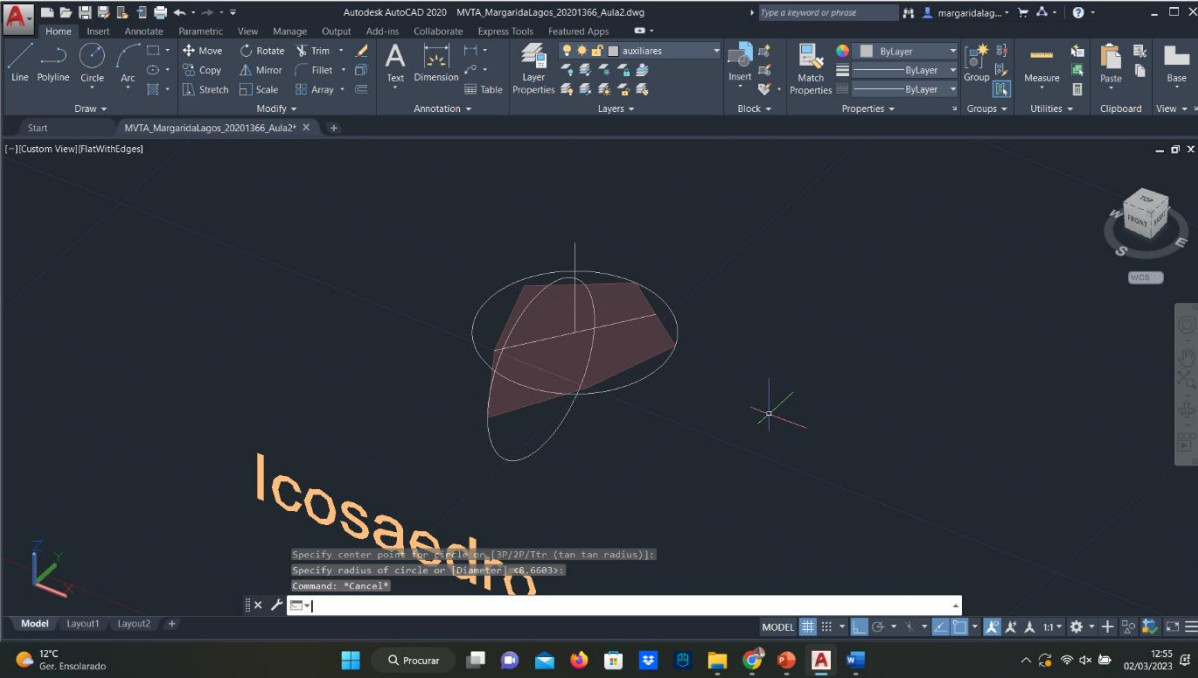 Autodesk AutoCAD 2020 MVTA_MargaridaLagos_20201366_Aula2.dwg
Type a keyword or phrase
margaridalag...
Home Insert Annotate Parametric View Manage Output Add-ins Collaborate Express Tools Featured Apps
Move Rotate Trim auxiliares ByLayer
Copy Mirror Fillet ByLayer
Line Polyline Circle Arc Text Dimension Layer Insert Match Group Measure Paste Base
Stretch Scale Array Table Properties Properties ByLayer
Draw Modify Annotation Layers Block Properties Groups Utilities Clipboard View
Start MVTA_MargaridaLagos_20201366_Aula2* +
[−][Custom View][FlatWithEdges]
TOP
FRONT RIGHT
W S E
WCS
Icosaedro
Z Y X
Specify center point for circle or [3P/2P/Ttr (tan tan radius)]:
Specify radius of circle or [Diameter] <8.6603>:
Command: *Cancel*
Model Layout1 Layout2 +
MODEL 1:1
12°C
Ger. Ensolarado
Procurar
12:55
02/03/2023